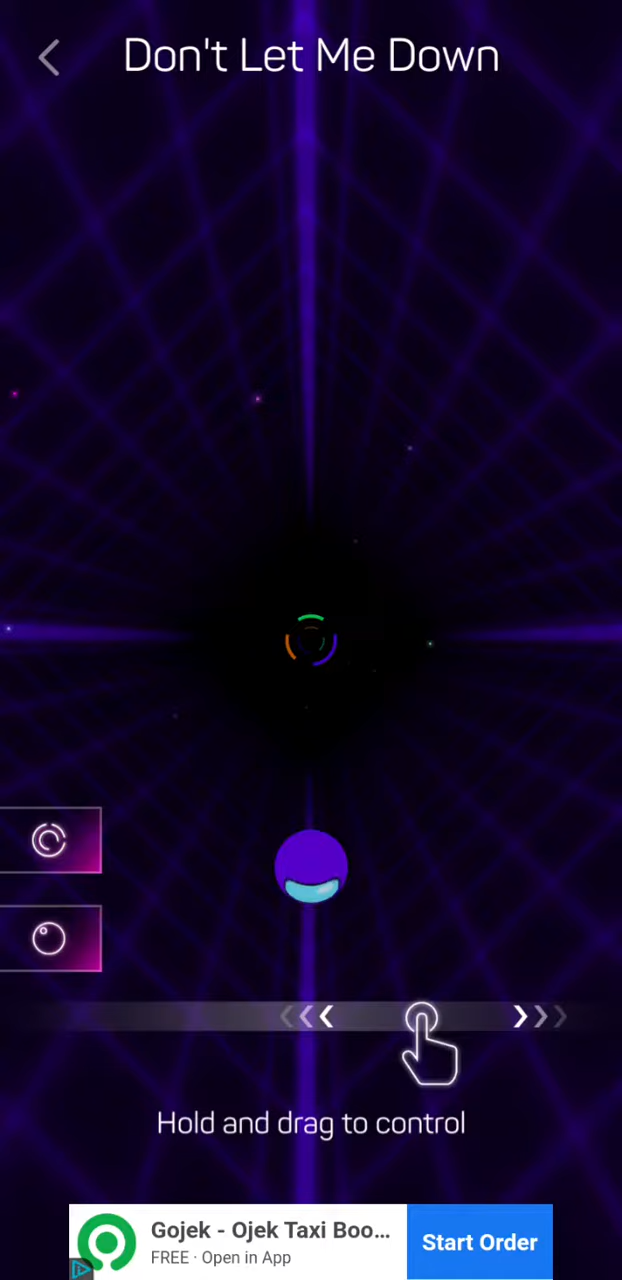 Don't Let Me Down
Hold and drag to control
Gojek - Ojek Taxi Boo...
FREE · Open in App
Start Order